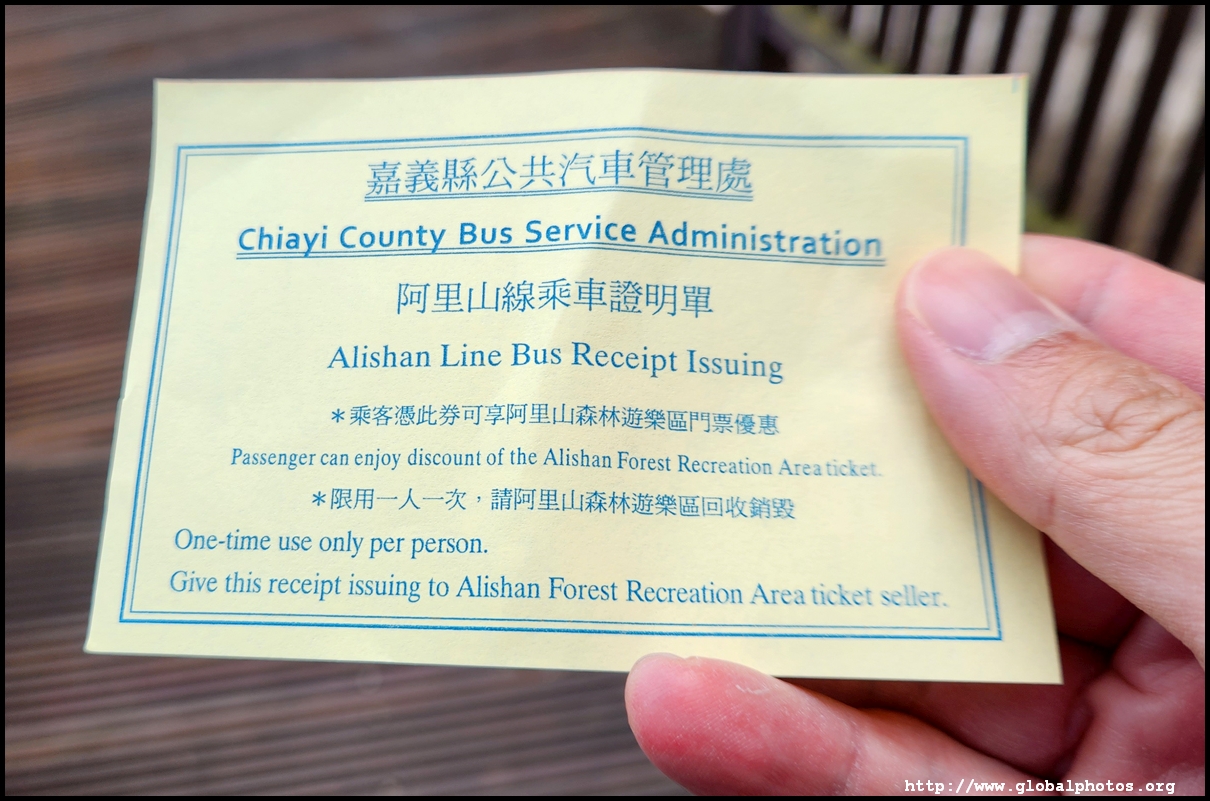 嘉義縣公共汽車管理處
Chiayi County Bus Service Administration
阿里山線乘車證明單
Alishan Line Bus Receipt Issuing
＊乘客憑此券可享阿里山森林遊樂區門票優惠
Passenger can enjoy discount of the Alishan Forest Recreation Area ticket.
＊限用一人一次，請阿里山森林遊樂區回收銷毀
One-time use only per person.
Give this receipt issuing to Alishan Forest Recreation Area ticket seller.
http://www.globalphotos.org